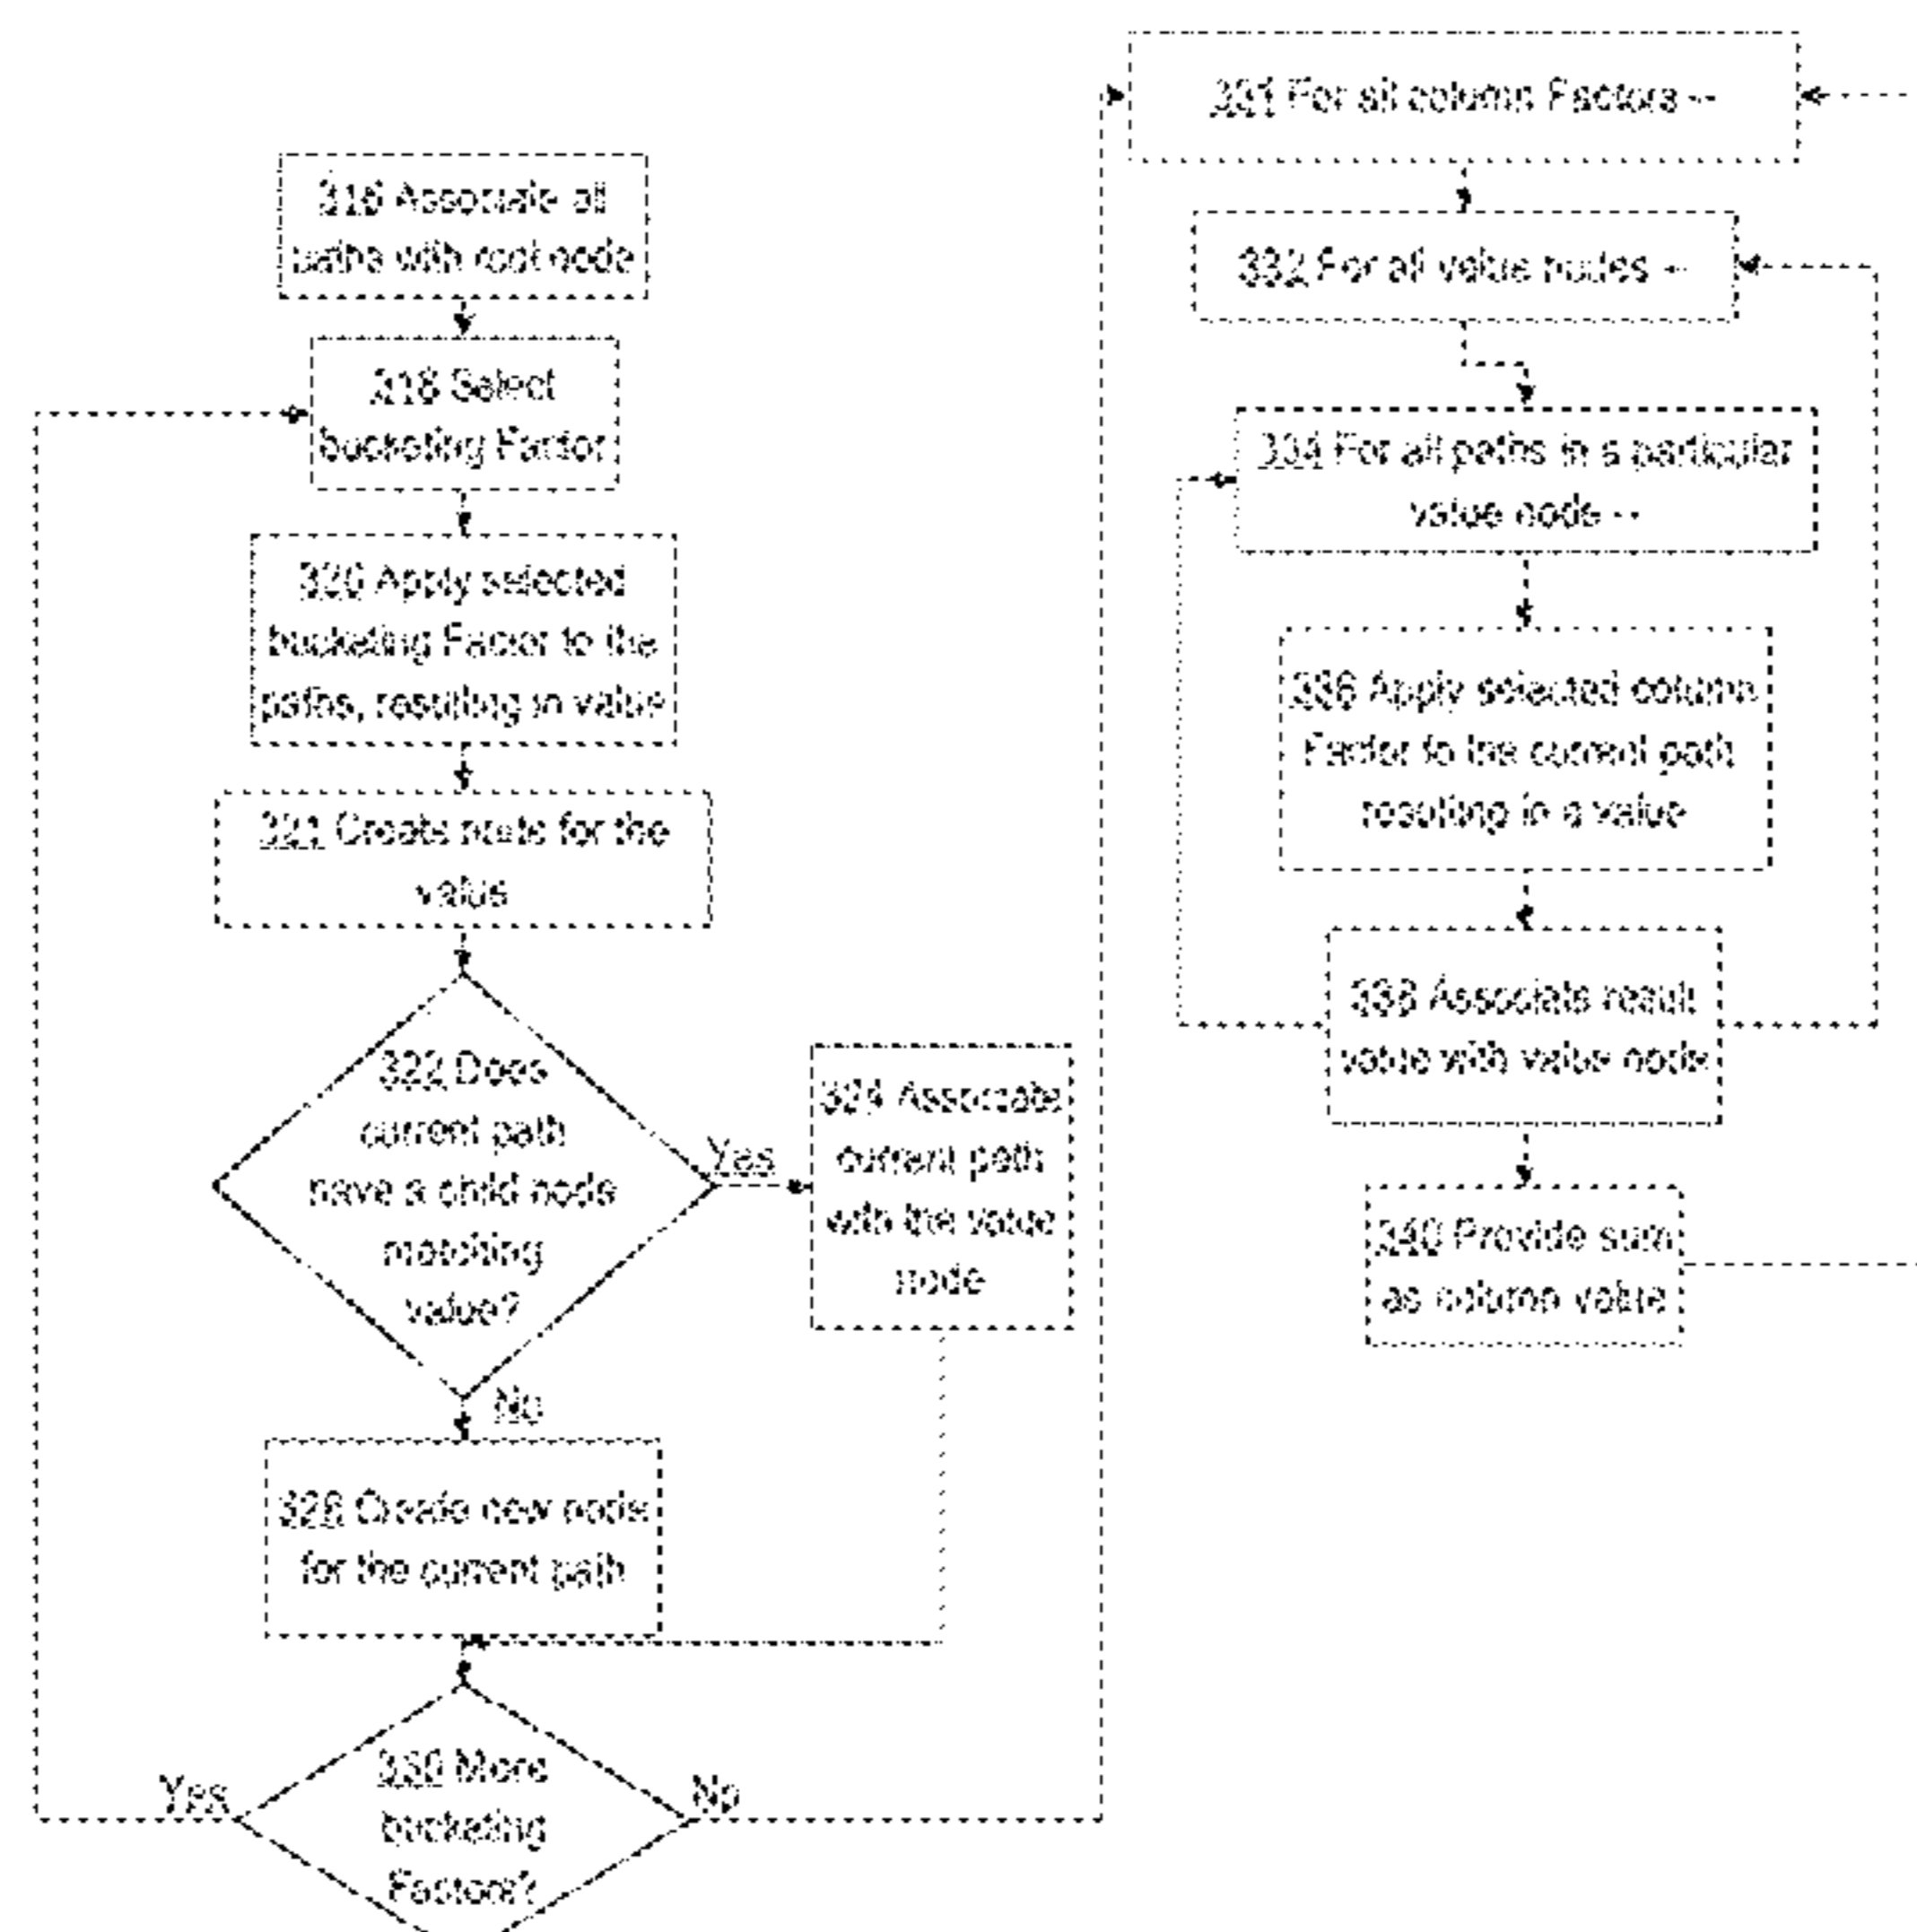 316 Associate all
paths with root node
318 Select
bucketing Factor
320 Apply selected
bucketing Factor to the
paths, resulting in value
321 Create node for the
value
322 Does
current path
have a child node
matching
value?
Yes
324 Associate
current path
with the value
node
No
328 Create new node
for the current path
330 More
bucketing
Factors?
Yes
No
331 For all column Factors --
332 For all value nodes --
334 For all paths in a particular
value node --
336 Apply selected column
Factor to the current path
resulting in a value
338 Associate result
value with value node
340 Provide sum
as column value